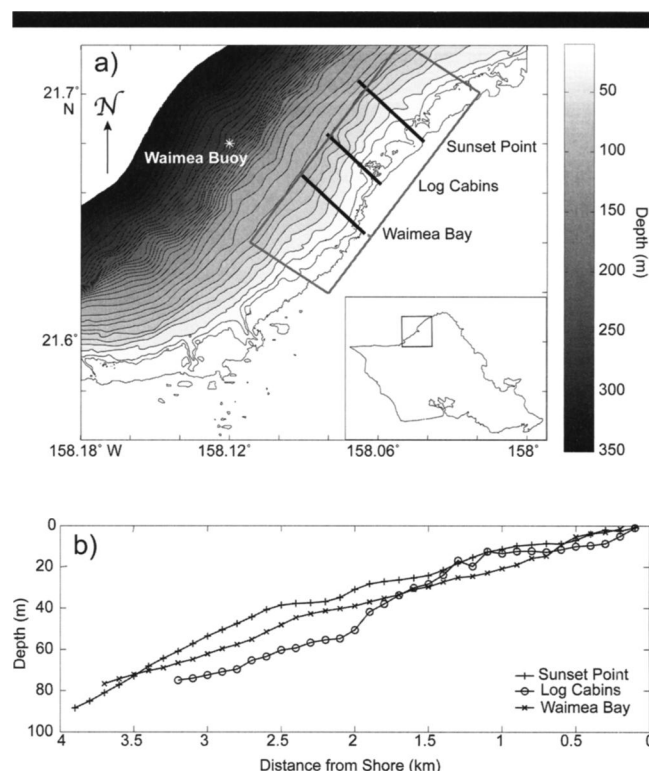 a)
21.7°
N
N
Waimea Buoy
Sunset Point
Log Cabins
Waimea Bay
21.6°
158.18° W
158.12°
158.06°
158°
50
100
150
200
250
300
350
Depth (m)
b)
0
20
40
60
80
100
Depth (m)
Sunset Point
Log Cabins
Waimea Bay
4
3.5
3
2.5
2
1.5
1
0.5
0
Distance from Shore (km)